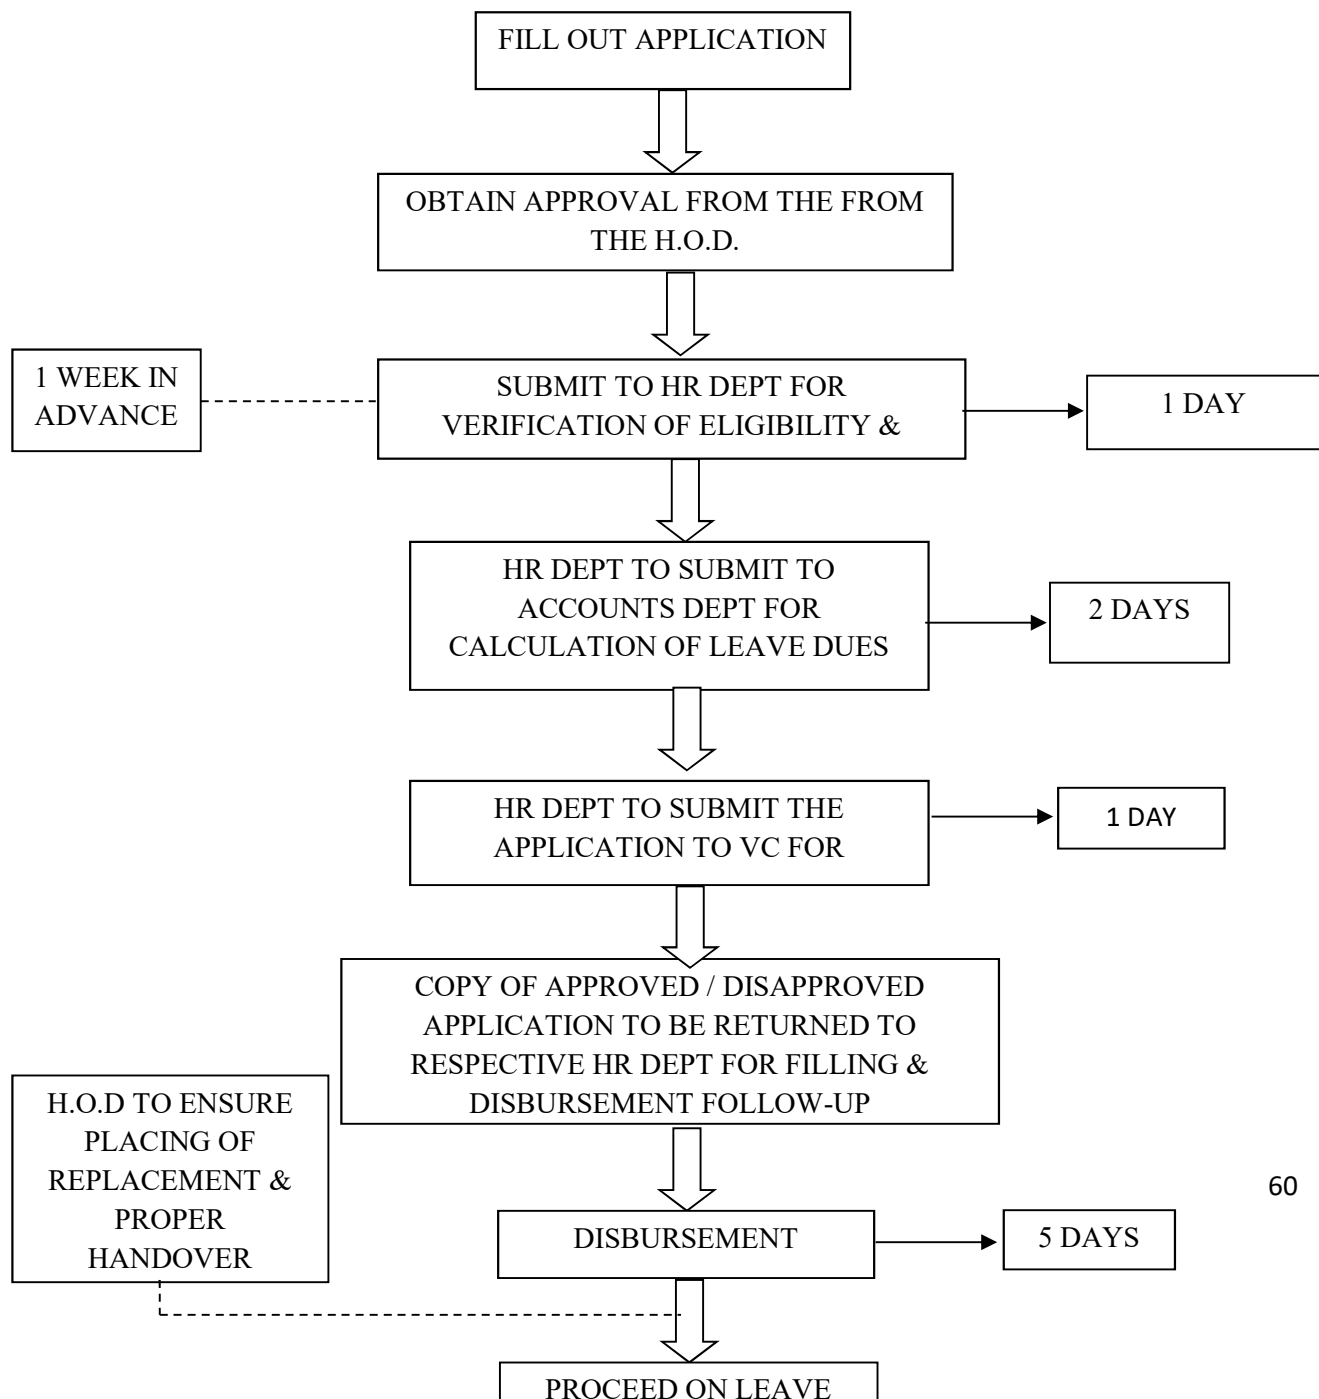 FILL OUT APPLICATION
OBTAIN APPROVAL FROM THE FROM
THE H.O.D.
1 WEEK IN
ADVANCE
SUBMIT TO HR DEPT FOR
VERIFICATION OF ELIGIBILITY &
1 DAY
HR DEPT TO SUBMIT TO
ACCOUNTS DEPT FOR
CALCULATION OF LEAVE DUES
2 DAYS
HR DEPT TO SUBMIT THE
APPLICATION TO VC FOR
1 DAY
COPY OF APPROVED / DISAPPROVED
APPLICATION TO BE RETURNED TO
RESPECTIVE HR DEPT FOR FILLING &
DISBURSEMENT FOLLOW-UP
H.O.D TO ENSURE
PLACING OF
REPLACEMENT &
PROPER
HANDOVER
60
DISBURSEMENT
5 DAYS
PROCEED ON LEAVE